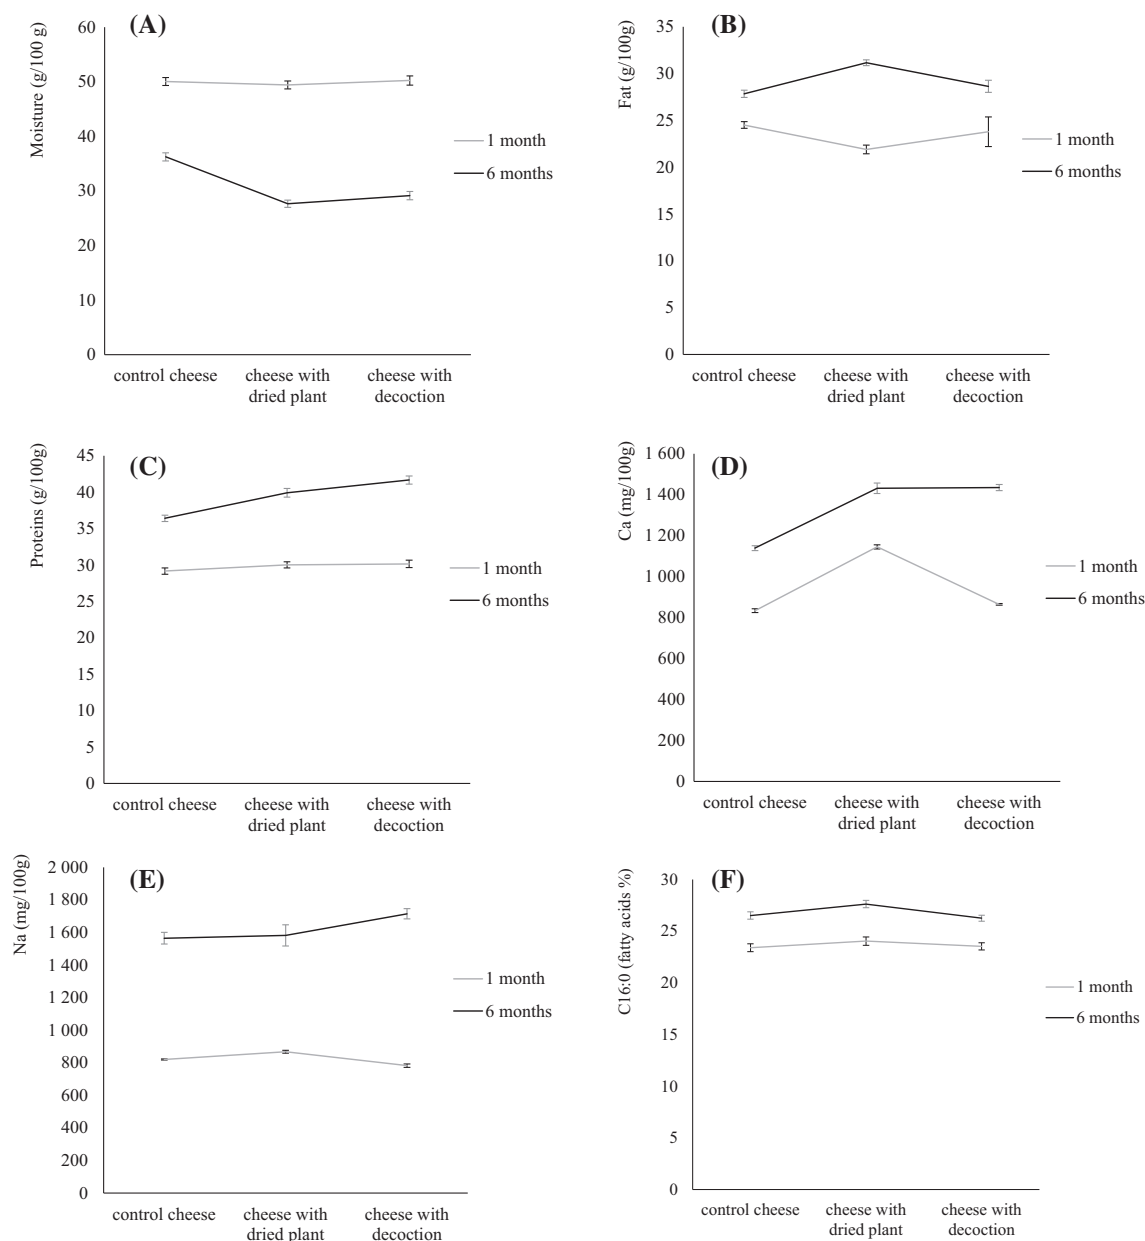 (A)
Moisture (g/100 g)
60
50
40
30
20
10
0
control cheese
cheese with
dried plant
cheese with
decoction
1 month
6 months
(B)
Fat (g/100g)
35
30
25
20
15
10
5
0
control cheese
cheese with
dried plant
cheese with
decoction
1 month
6 months
(C)
Proteins (g/100g)
45
40
35
30
25
20
15
10
5
0
control cheese
cheese with
dried plant
cheese with
decoction
1 month
6 months
(D)
Ca (mg/100g)
1 600
1 400
1 200
1 000
800
600
400
200
0
control cheese
cheese with
dried plant
cheese with
decoction
1 month
6 months
(E)
Na (mg/100g)
2 000
1 800
1 600
1 400
1 200
1 000
800
600
400
200
0
control cheese
cheese with
dried plant
cheese with
decoction
1 month
6 months
(F)
C16:0 (fatty acids %)
30
25
20
15
10
5
0
control cheese
cheese with
dried plant
cheese with
decoction
1 month
6 months